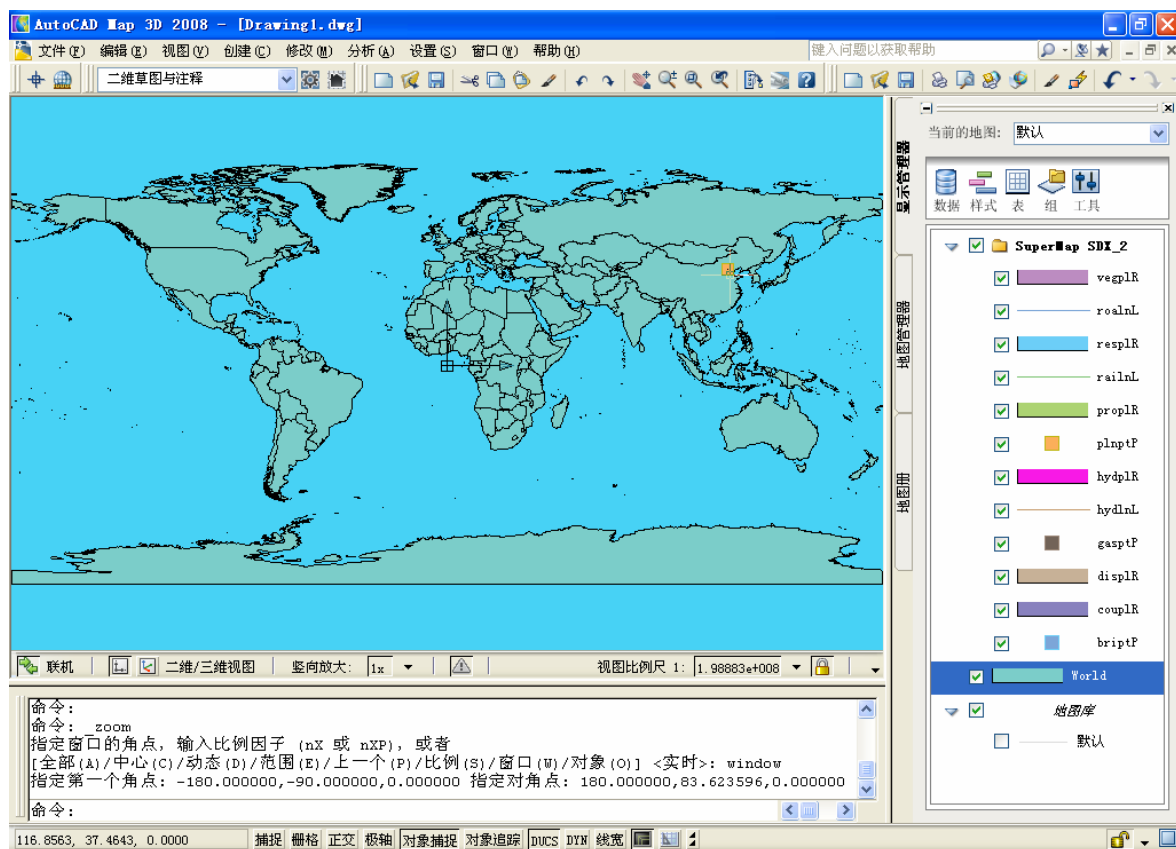 AutoCAD Map 3D 2008 - [Drawing1.dwg]
文件(F) 编辑(E) 视图(V) 创建(C) 修改(M) 分析(A) 设置(S) 窗口(W) 帮助(H) 键入问题以获取帮助
二维草图与注释
当前的地图: 默认
数据 样式 表 组 工具
显示管理器
地图管理器
地图册
SuperMap SDX_2
vegplR
roalnL
resplR
railnL
proplR
plnptP
hydplR
hydlnL
gasptP
displR
couplR
briptP
World
地图库
默认
联机 二维/三维视图 竖向放大: 1x 视图比例尺 1: 1.98883e+008
命令:
命令: _zoom
指定窗口的角点, 输入比例因子 (nX 或 nXP), 或者
[全部(A)/中心(C)/动态(D)/范围(E)/上一个(P)/比例(S)/窗口(W)/对象(O)] <实时>: window
指定第一个角点: -180.000000,-90.000000,0.000000 指定对角点: 180.000000,83.623596,0.000000
命令:
116.8563, 37.4643, 0.0000 捕捉 栅格 正交 极轴 对象捕捉 对象追踪 DUCS DYN 线宽